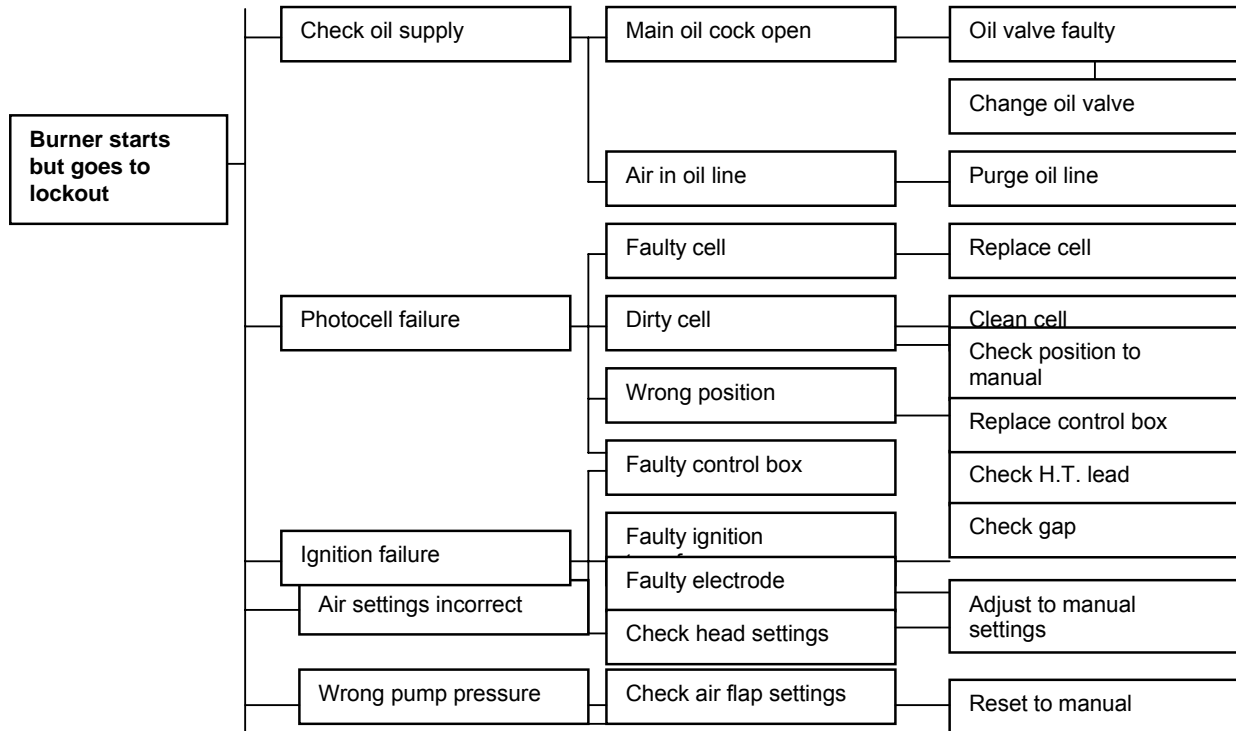 Burner starts
but goes to
lockout
Check oil supply
Main oil cock open
Oil valve faulty
Change oil valve
Air in oil line
Purge oil line
Photocell failure
Faulty cell
Replace cell
Dirty cell
Clean cell
Check position to
manual
Wrong position
Replace control box
Faulty control box
Check H.T. lead
Check gap
Ignition failure
Faulty ignition
Faulty electrode
Air settings incorrect
Check head settings
Adjust to manual
settings
Wrong pump pressure
Check air flap settings
Reset to manual